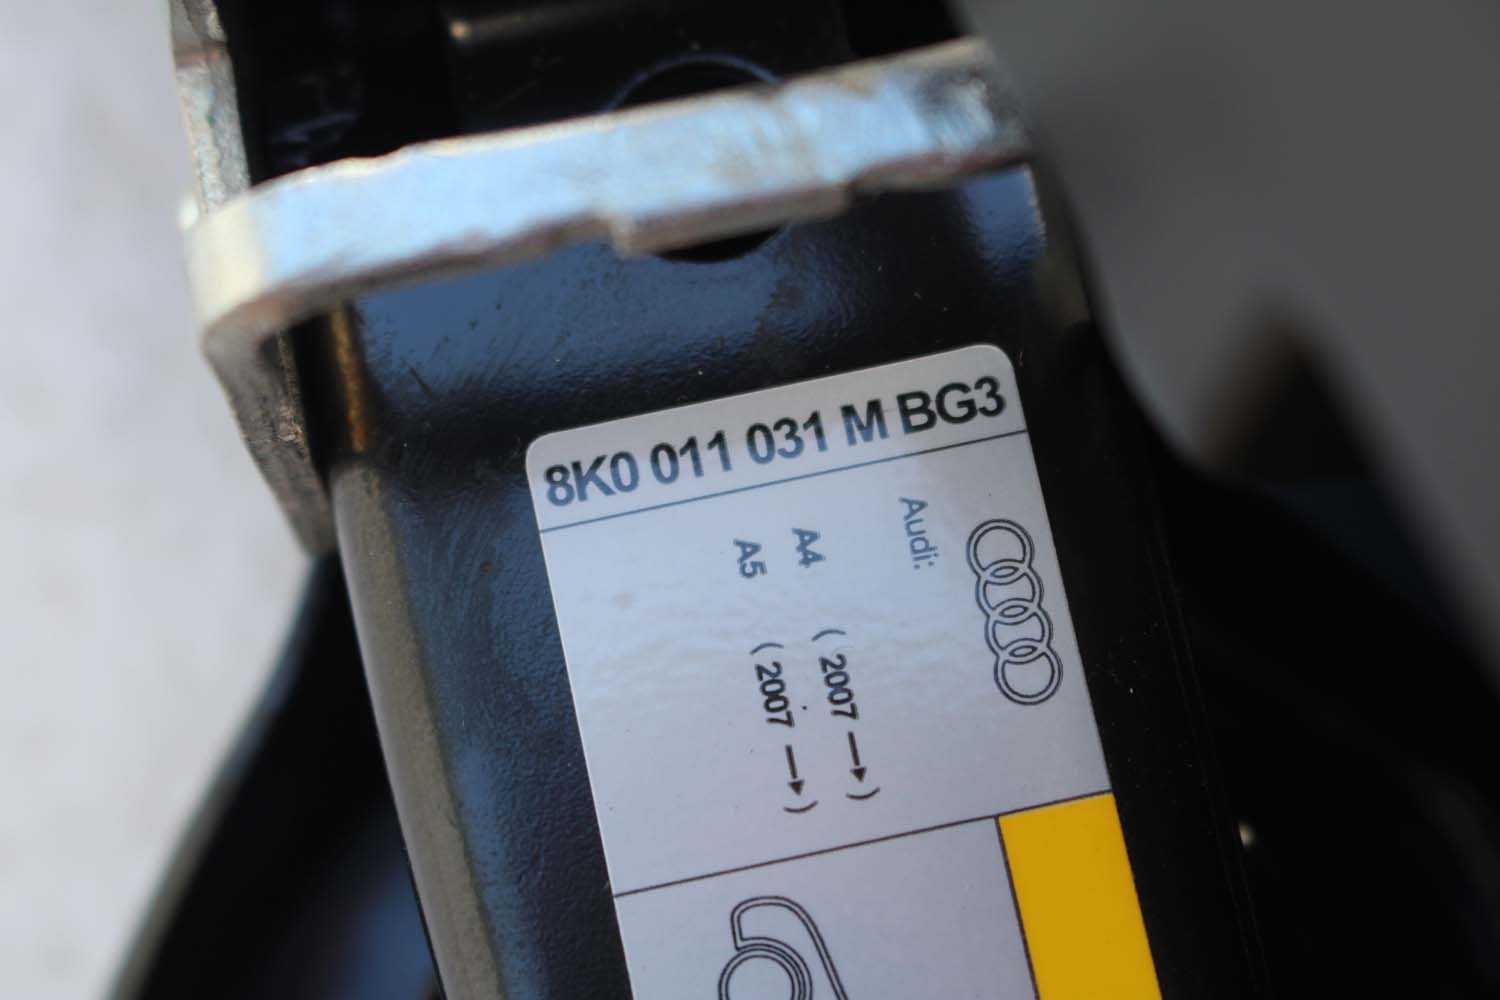 8K0 011 031 M BG3
Audi:
A4 ( 2007 → )
A5 ( 2007 → )